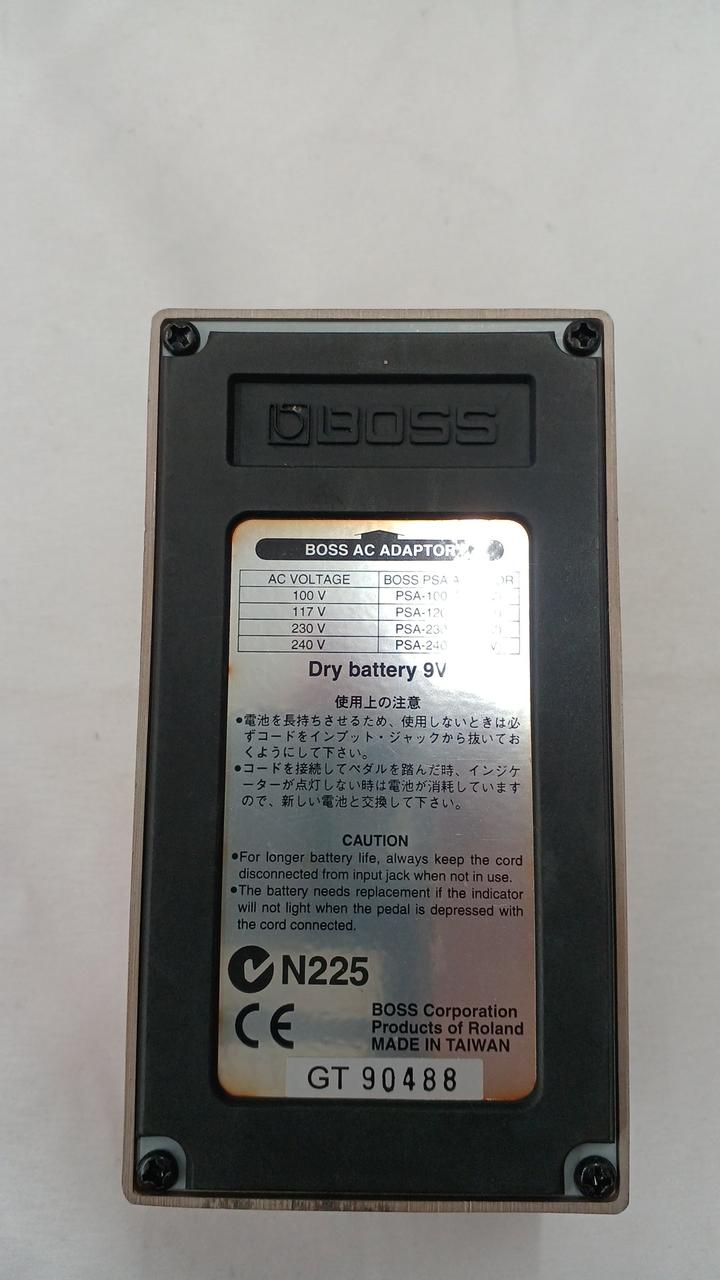 BOSS
BOSS AC ADAPTOR
AC VOLTAGE BOSS PSA
100 V PSA-100
117 V PSA-120
230 V
240 V PSA-240
Dry battery 9V
使用上の注意
●電池を長持ちさせるため、使用しないときは必
ずコードをインプット・ジャックから抜いてお
くようにして下さい。
●コードを接続してペダルを踏んだ時、インジケ
ーターが点灯しない時は電池が消耗しています
ので、新しい電池と交換して下さい。
CAUTION
●For longer battery life, always keep the cord
disconnected from input jack when not in use.
●The battery needs replacement if the indicator
will not light when the pedal is depressed with
the cord connected.
N225
CE
BOSS Corporation
Products of Roland
MADE IN TAIWAN
GT 90488